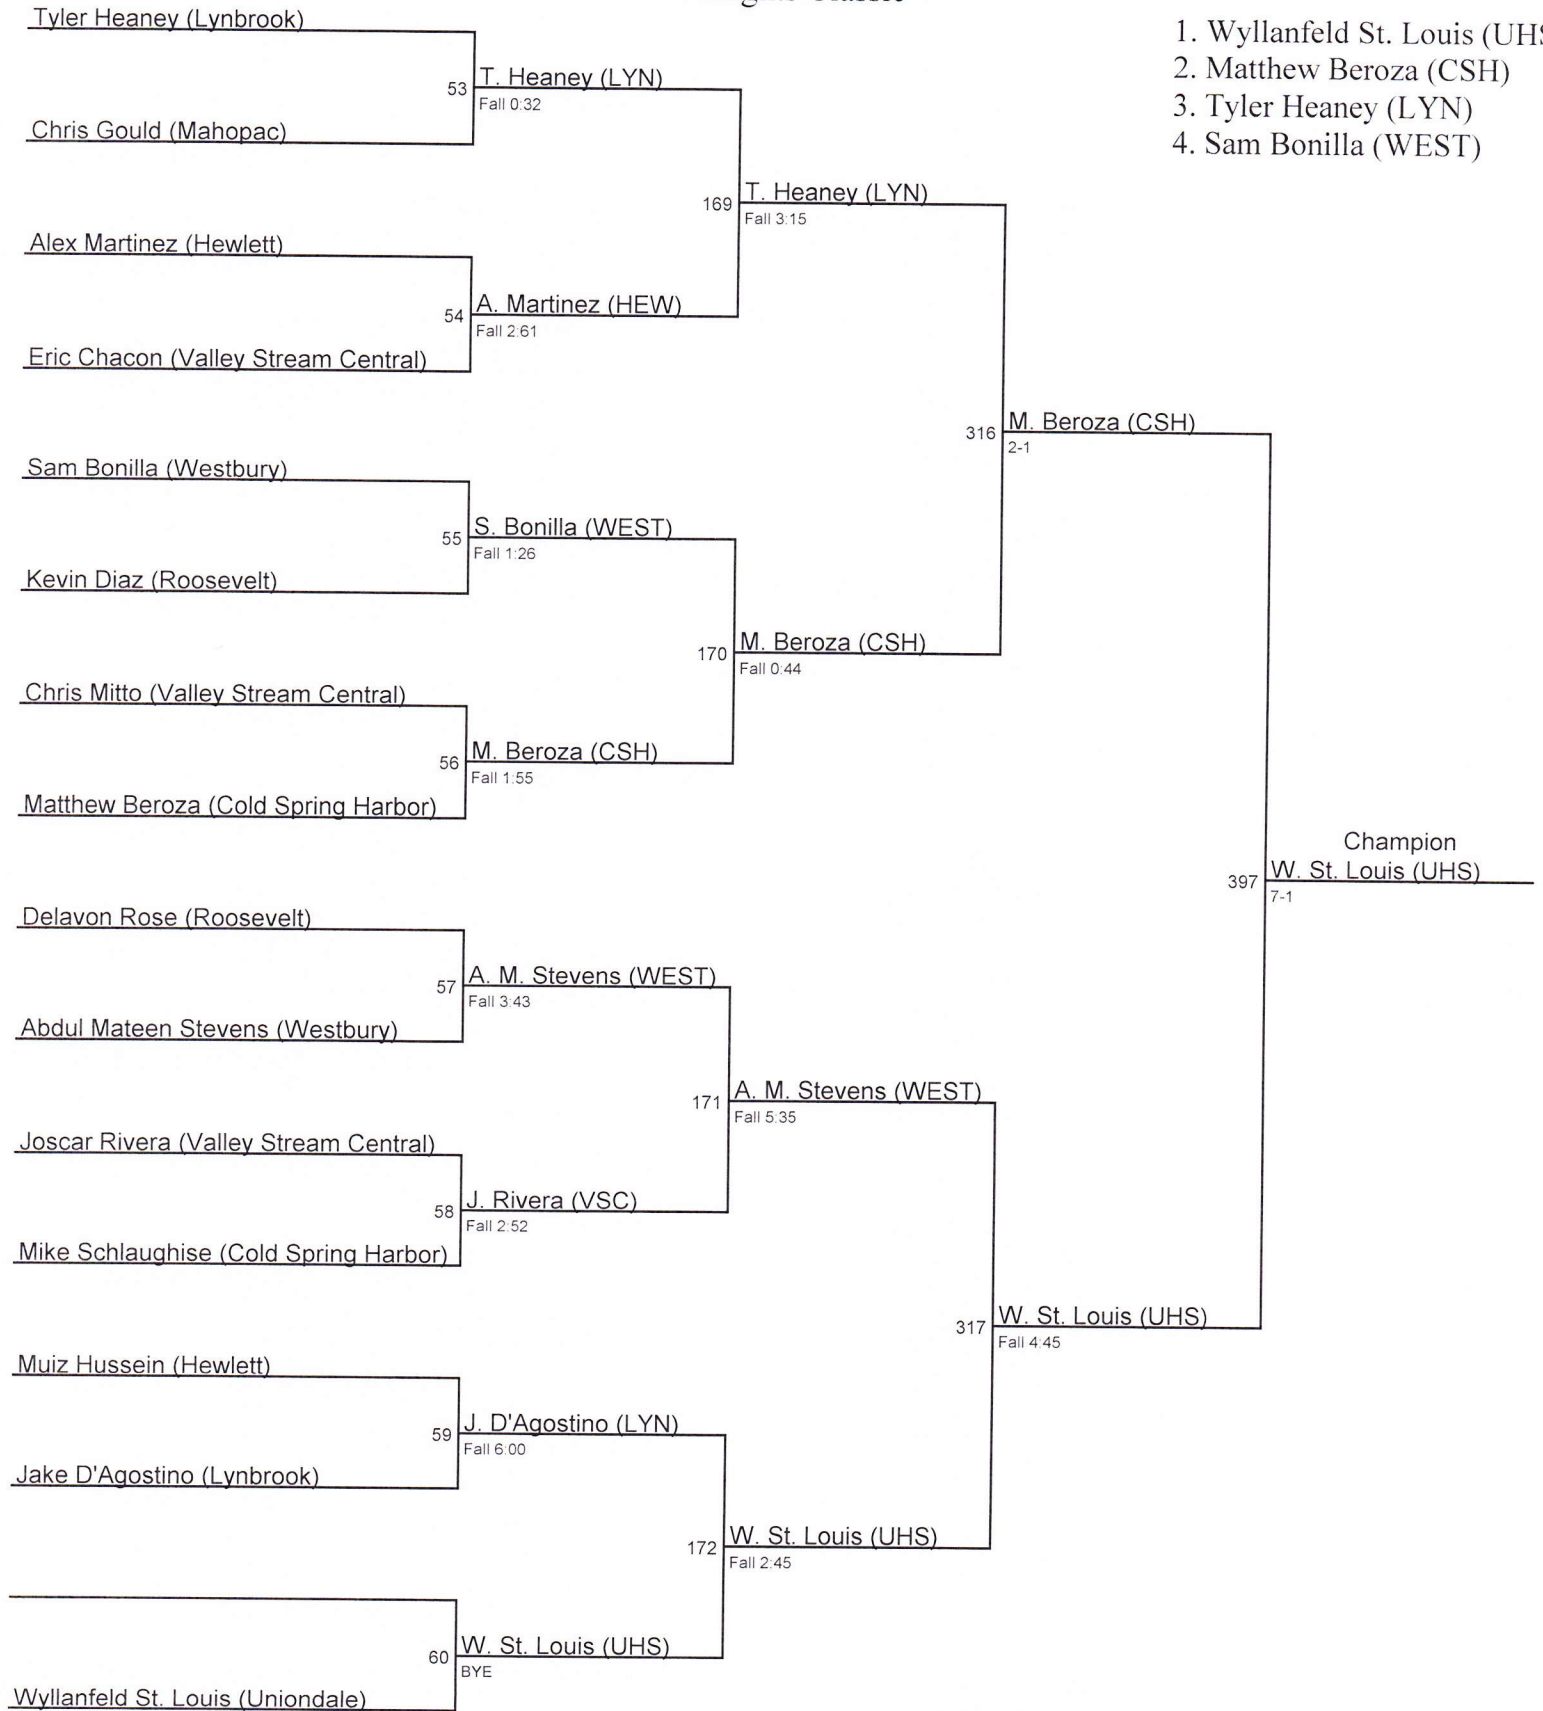 Classic
Tyler Heaney (Lynbrook)
1. Wyllanfeld St. Louis (UHS
2. Matthew Beroza (CSH)
3. Tyler Heaney (LYN)
4. Sam Bonilla (WEST)
53 T. Heaney (LYN)
Fall 0:32
Chris Gould (Mahopac)
169 T. Heaney (LYN)
Fall 3:15
Alex Martinez (Hewlett)
54 A. Martinez (HEW)
Fall 2:61
Eric Chacon (Valley Stream Central)
316 M. Beroza (CSH)
2-1
Sam Bonilla (Westbury)
55 S. Bonilla (WEST)
Fall 1:26
Kevin Diaz (Roosevelt)
170 M. Beroza (CSH)
Fall 0:44
Chris Mitto (Valley Stream Central)
56 M. Beroza (CSH)
Fall 1:55
Matthew Beroza (Cold Spring Harbor)
Champion
397 W. St. Louis (UHS)
7-1
Delavon Rose (Roosevelt)
57 A. M. Stevens (WEST)
Fall 3:43
Abdul Mateen Stevens (Westbury)
171 A. M. Stevens (WEST)
Fall 5:35
Joscar Rivera (Valley Stream Central)
58 J. Rivera (VSC)
Fall 2:52
Mike Schlaughise (Cold Spring Harbor)
317 W. St. Louis (UHS)
Fall 4:45
Muiz Hussein (Hewlett)
59 J. D'Agostino (LYN)
Fall 6:00
Jake D'Agostino (Lynbrook)
172 W. St. Louis (UHS)
Fall 2:45
60 W. St. Louis (UHS)
BYE
Wyllanfeld St. Louis (Uniondale)